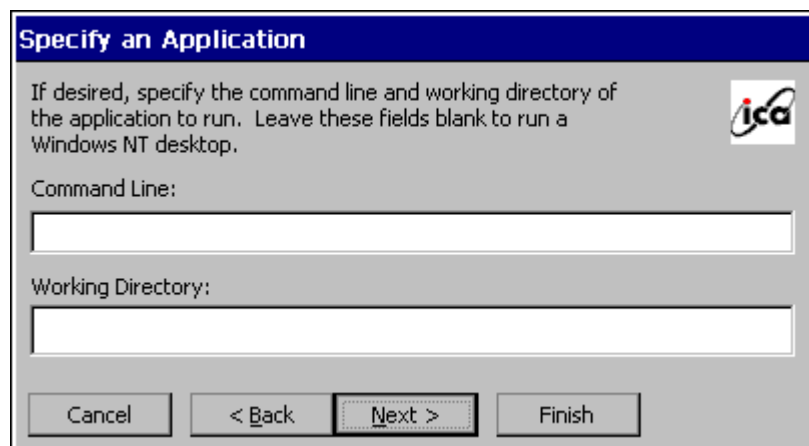 Specify an Application
If desired, specify the command line and working directory of
the application to run.  Leave these fields blank to run a
Windows NT desktop.
ica
Command Line:
Working Directory:
Cancel
< Back
Next >
Finish